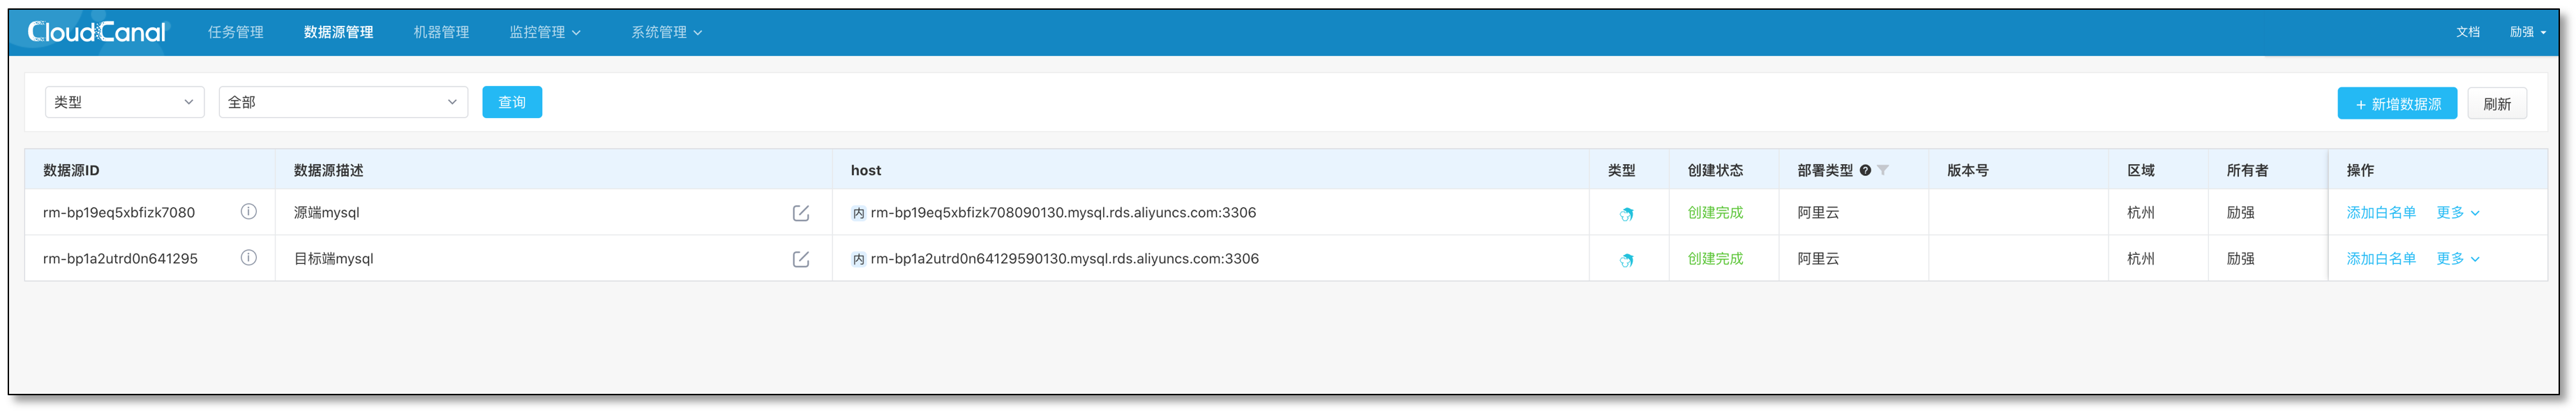 CloudCanal 任务管理 数据源管理 机器管理 监控管理 系统管理 文档 励强
类型 全部 查询 + 新增数据源 刷新
数据源ID 数据源描述 host 类型 创建状态 部署类型 版本号 区域 所有者 操作
rm-bp19eq5xbfizk7080 源端mysql 内 rm-bp19eq5xbfizk708090130.mysql.rds.aliyuncs.com:3306 创建完成 阿里云 杭州 励强 添加白名单 更多
rm-bp1a2utrd0n641295 目标端mysql 内 rm-bp1a2utrd0n64129590130.mysql.rds.aliyuncs.com:3306 创建完成 阿里云 杭州 励强 添加白名单 更多